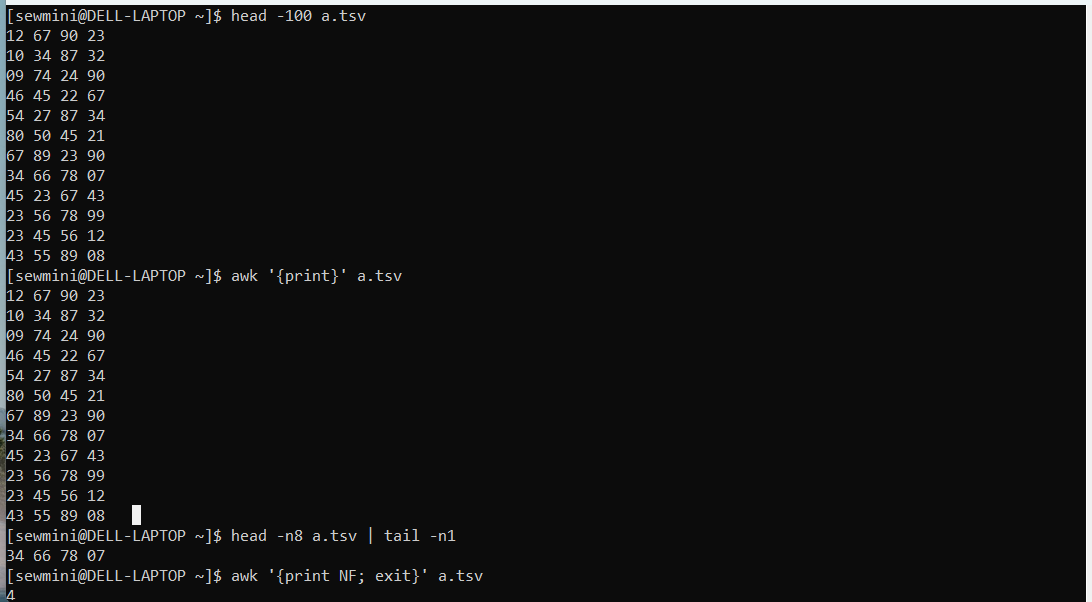 [sewmini@DELL-LAPTOP ~]$ head -100 a.tsv
12 67 90 23
10 34 87 32
09 74 24 90
46 45 22 67
54 27 87 34
80 50 45 21
67 89 23 90
34 66 78 07
45 23 67 43
23 56 78 99
23 45 56 12
43 55 89 08
[sewmini@DELL-LAPTOP ~]$ awk '{print}' a.tsv
12 67 90 23
10 34 87 32
09 74 24 90
46 45 22 67
54 27 87 34
80 50 45 21
67 89 23 90
34 66 78 07
45 23 67 43
23 56 78 99
23 45 56 12
43 55 89 08
[sewmini@DELL-LAPTOP ~]$ head -n8 a.tsv | tail -n1
34 66 78 07
[sewmini@DELL-LAPTOP ~]$ awk '{print NF; exit}' a.tsv
4